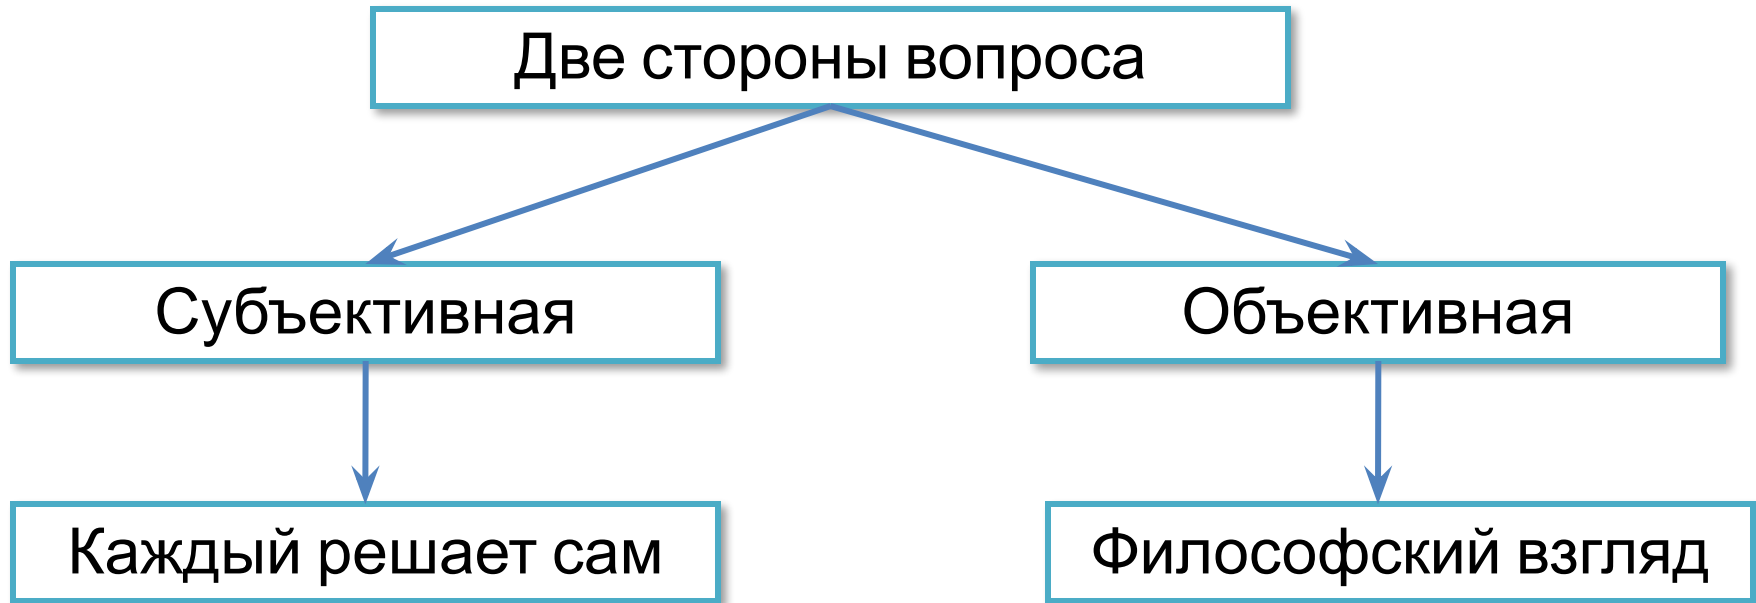 Две стороны вопроса
Субъективная
Объективная
Каждый решает сам
Философский взгляд